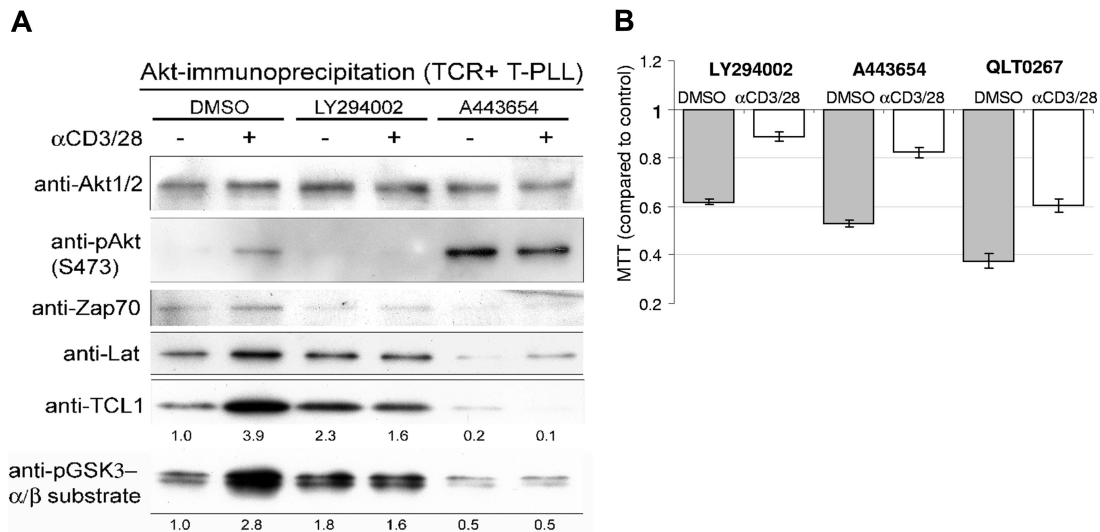 A
Akt-immunoprecipitation (TCR+ T-PLL)
DMSO LY294002 A443654
αCD3/28 - + - + - +
anti-Akt1/2
anti-pAkt
(S473)
anti-Zap70
anti-Lat
anti-TCL1
1.0 3.9 2.3 1.6 0.2 0.1
anti-pGSK3–
α/β substrate
1.0 2.8 1.8 1.6 0.5 0.5
B
MTT (compared to control)
1.2
1
0.8
0.6
0.4
0.2
LY294002 A443654 QLT0267
DMSO αCD3/28 DMSO αCD3/28 DMSO αCD3/28